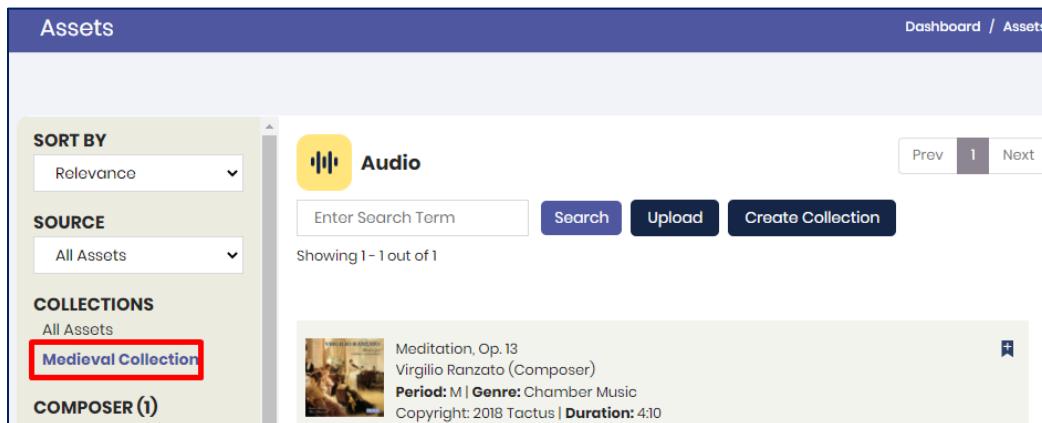 Assets
Dashboard / Assets
SORT BY
Relevance
SOURCE
All Assets
COLLECTIONS
All Assets
Medieval Collection
COMPOSER (1)
Audio
Prev 1 Next
Enter Search Term Search Upload Create Collection
Showing 1 - 1 out of 1
Meditation, Op. 13
Virgilio Ranzato (Composer)
Period: M | Genre: Chamber Music
Copyright: 2018 Tactus | Duration: 4:10